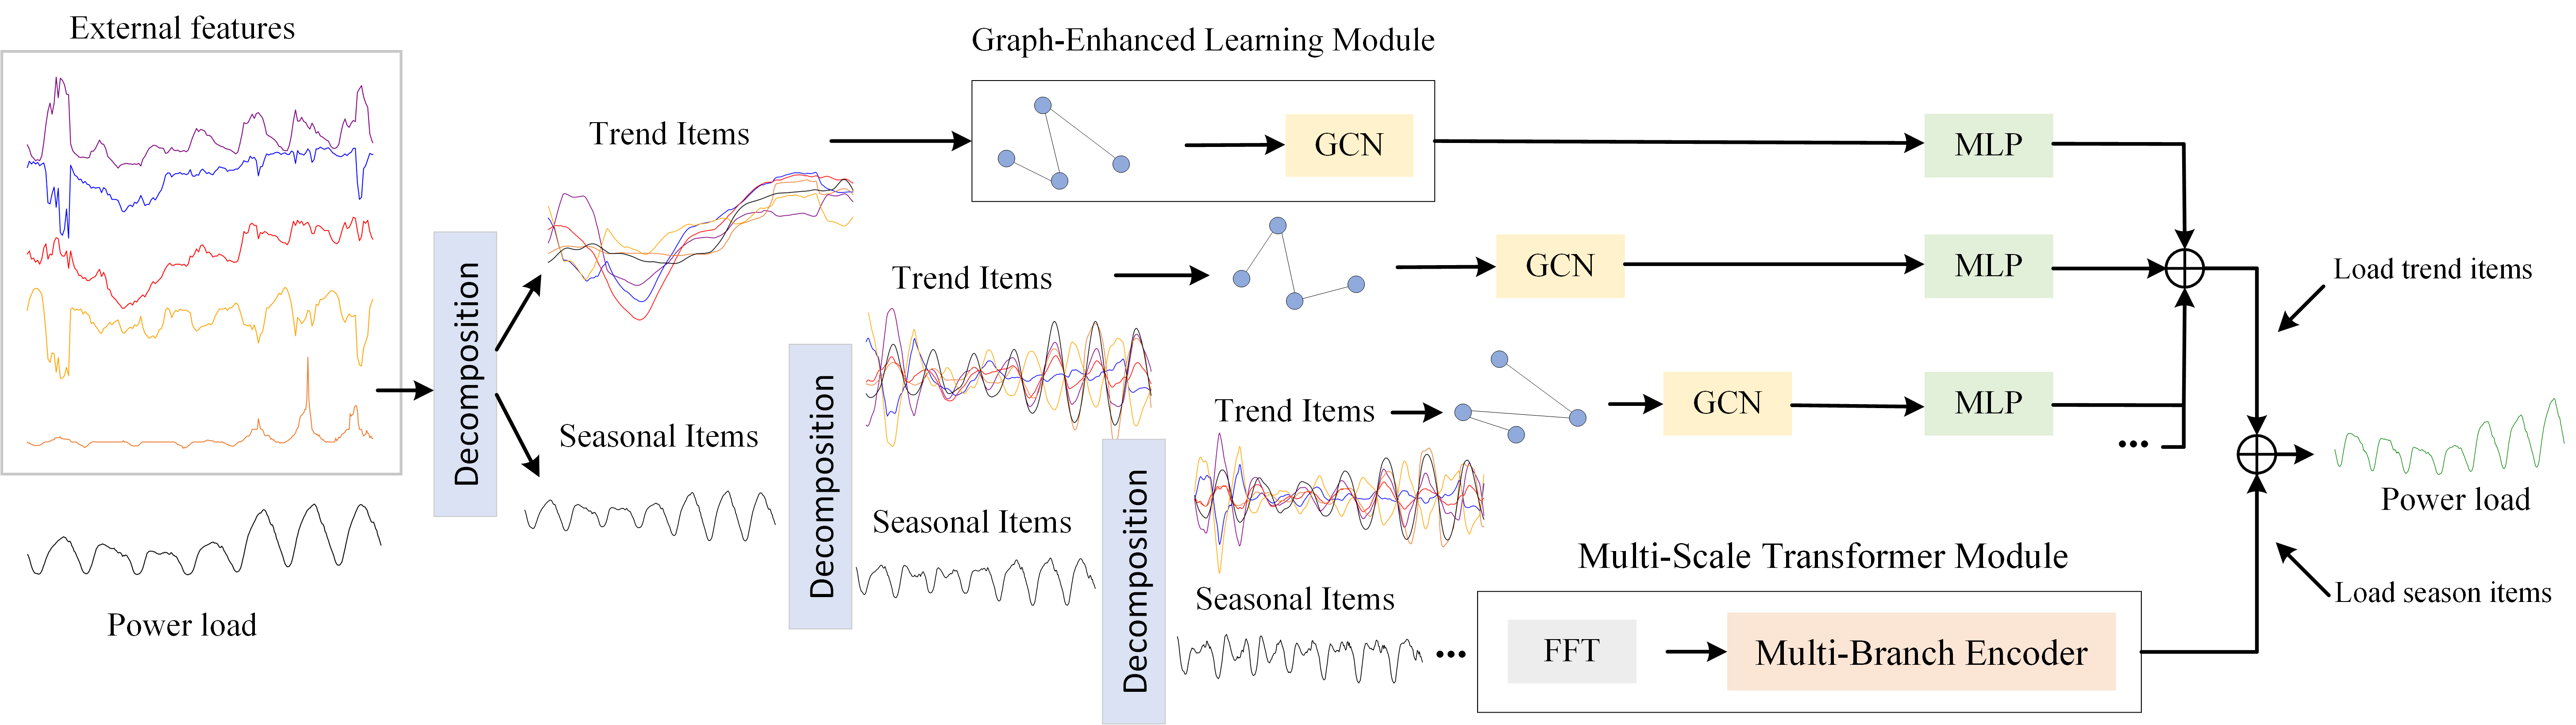 External features
Graph-Enhanced Learning Module
Trend Items
GCN
MLP
Trend Items
GCN
MLP
Load trend items
Decomposition
Trend Items
GCN
MLP
...
Seasonal Items
Decomposition
Seasonal Items
Decomposition
Power load
Multi-Scale Transformer Module
Seasonal Items
...
FFT
Multi-Branch Encoder
Load season items
Power load